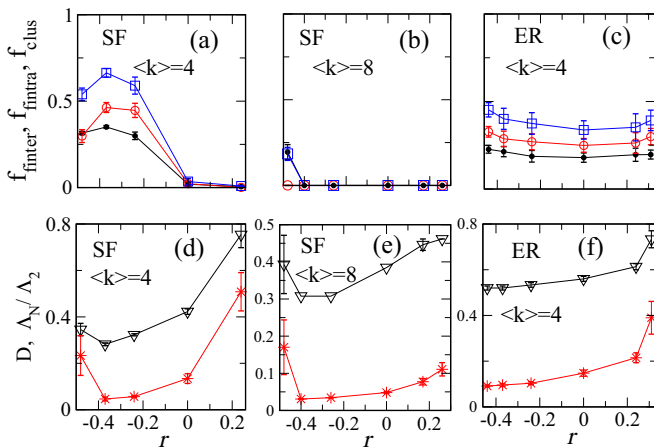 f_finter, f_fintra, f_clus
1
0.5
0
SF
(a)
<k>=4
SF
(b)
<k>=8
ER
(c)
<k>=4
D, Λ_N/Λ_2
0.8
0.4
0
SF
(d)
<k>=4
-0.4 -0.2 0 0.2
r
0.5
0.4
0.3
0.2
0.1
0
SF
(e)
<k>=8
-0.4 -0.2 0 0.2
r
0.8
0.4
0
ER
(f)
<k>=4
-0.4 -0.2 0 0.2
r